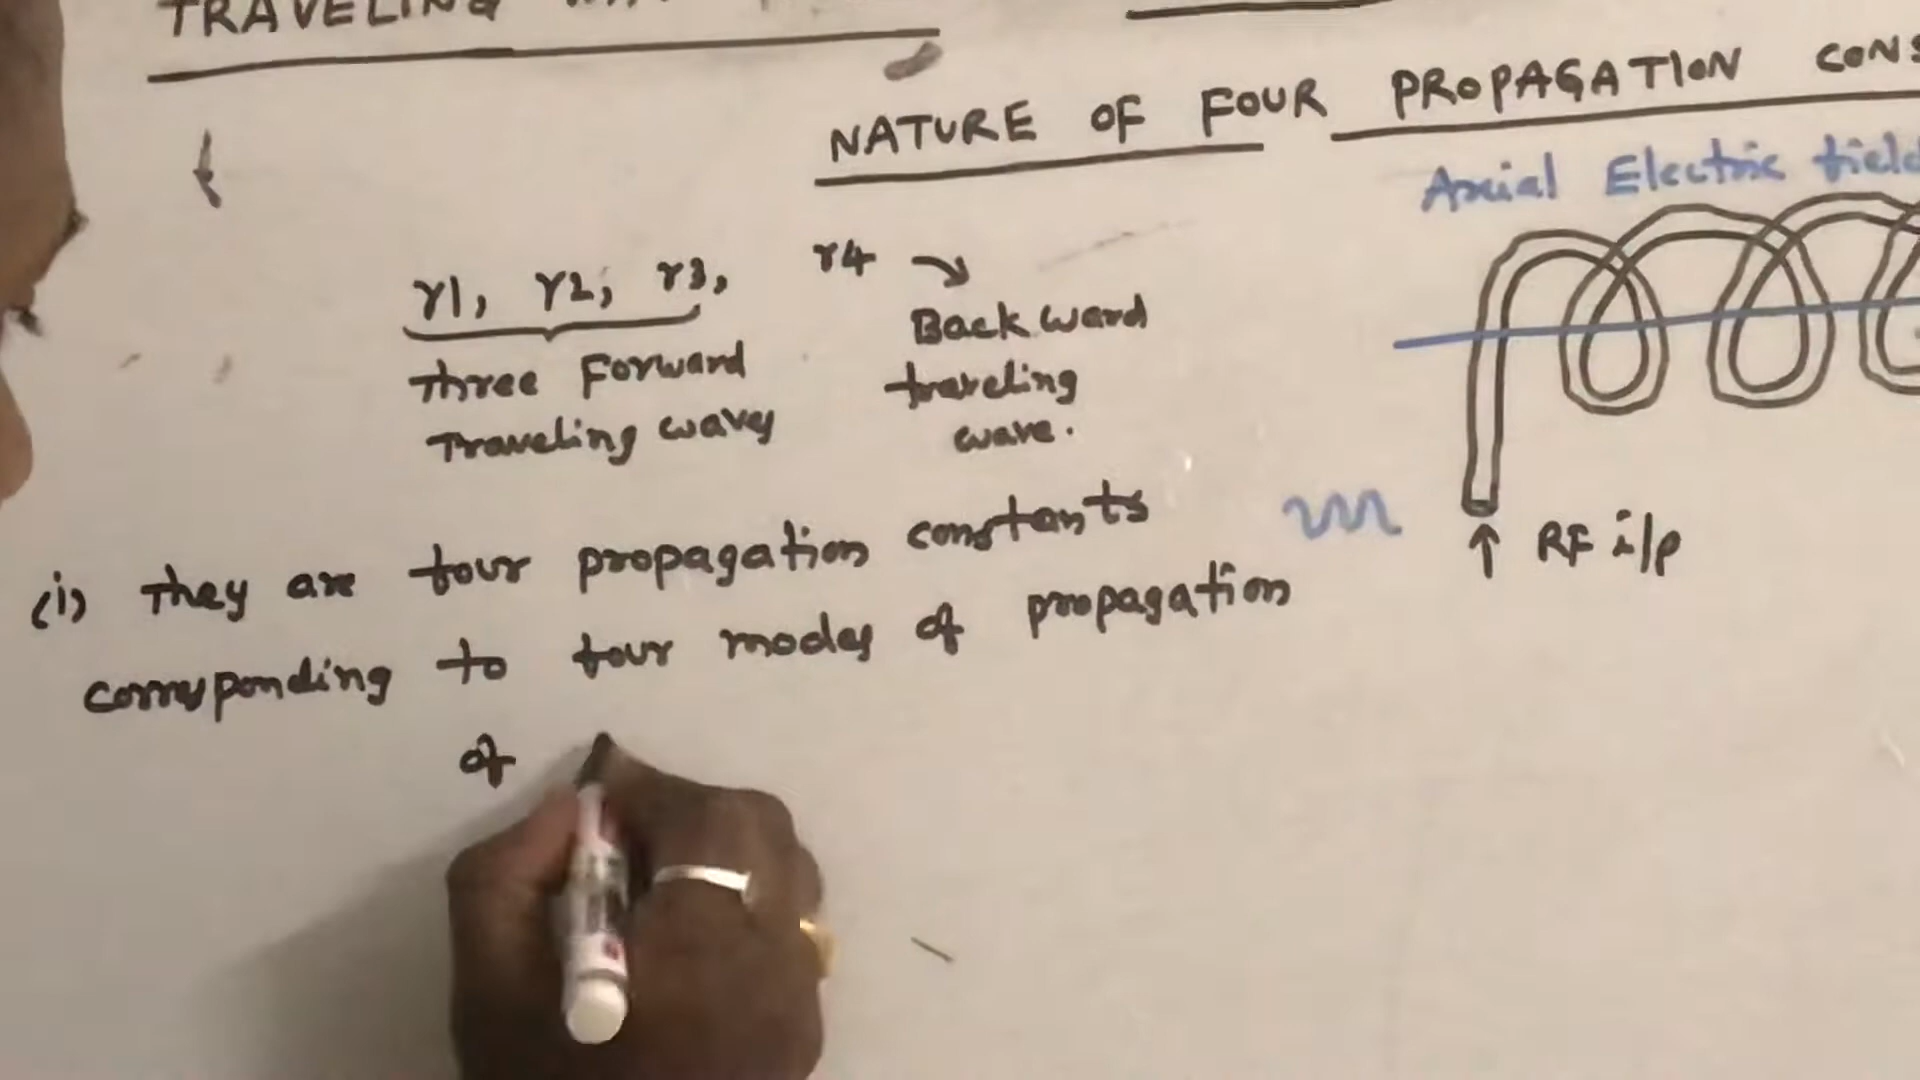 TRAVELING
NATURE OF FOUR PROPAGATION CONS
Axial Electric field
γ1, γ2, γ3, γ4 →
Three Forward
Traveling waves
Backward
traveling
wave.
(i) They are four propagation constants
corresponding to four modes of propagation
of
↑ RF i/p